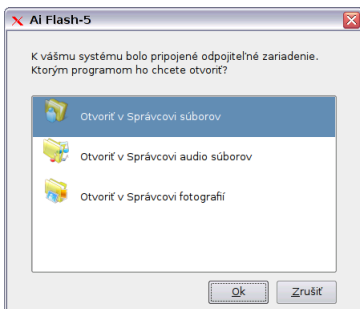 Ai Flash-5
K vášmu systému bolo pripojené odpojiteľné zariadenie.
Ktorým programom ho chcete otvoriť?
Otvoriť v Správcovi súborov
Otvoriť v Správcovi audio súborov
Otvoriť v Správcovi fotografií
Ok
Zrušiť